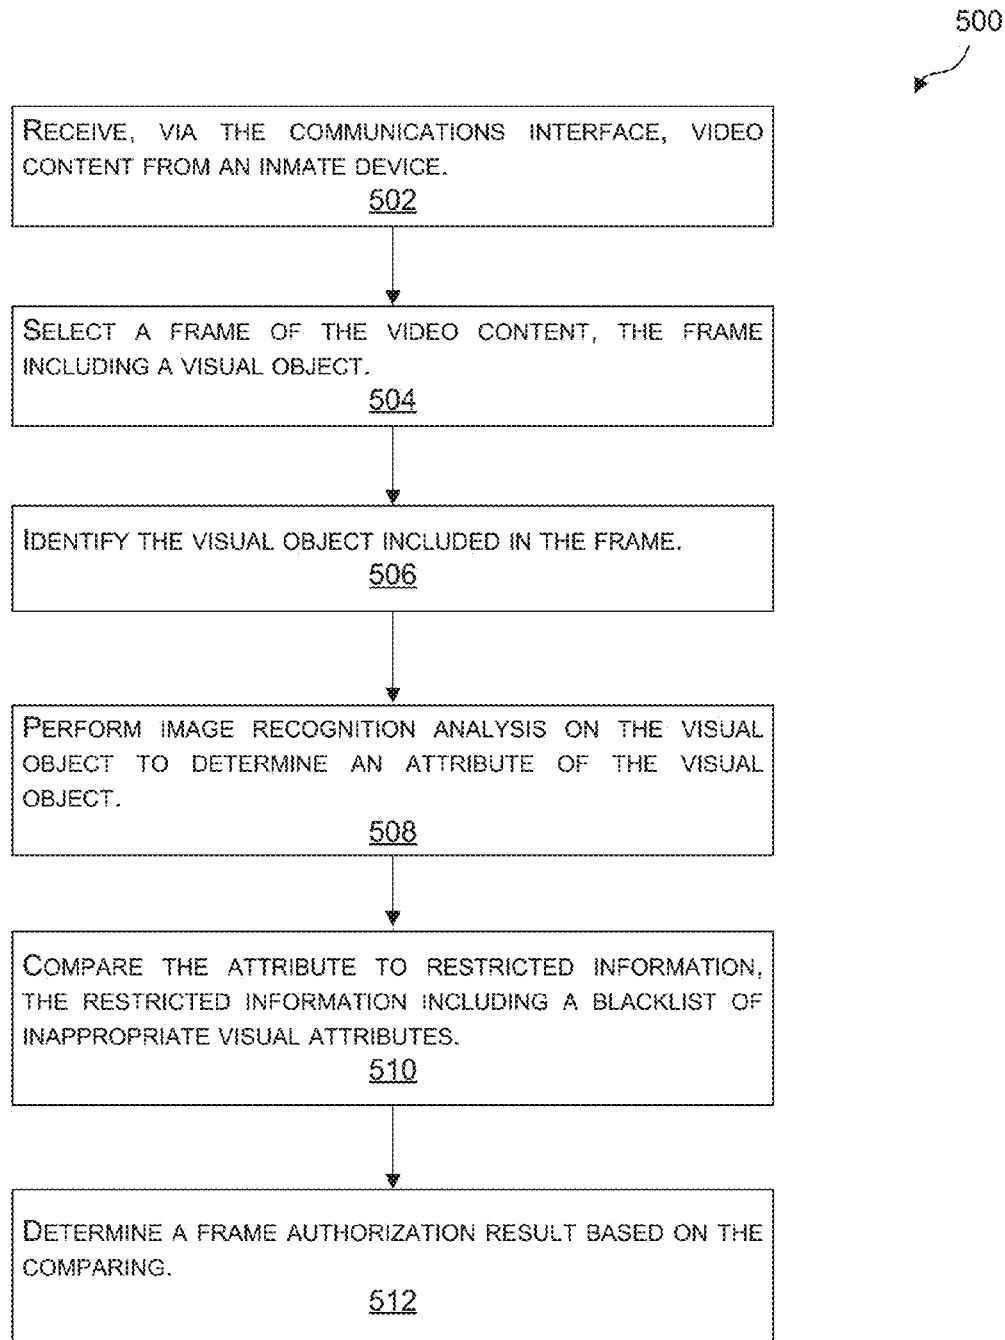 500
RECEIVE, VIA THE COMMUNICATIONS INTERFACE, VIDEO
CONTENT FROM AN INMATE DEVICE.
502
SELECT A FRAME OF THE VIDEO CONTENT, THE FRAME
INCLUDING A VISUAL OBJECT.
504
IDENTIFY THE VISUAL OBJECT INCLUDED IN THE FRAME.
506
PERFORM IMAGE RECOGNITION ANALYSIS ON THE VISUAL
OBJECT TO DETERMINE AN ATTRIBUTE OF THE VISUAL
OBJECT.
508
COMPARE THE ATTRIBUTE TO RESTRICTED INFORMATION,
THE RESTRICTED INFORMATION INCLUDING A BLACKLIST OF
INAPPROPRIATE VISUAL ATTRIBUTES.
510
DETERMINE A FRAME AUTHORIZATION RESULT BASED ON THE
COMPARING.
512